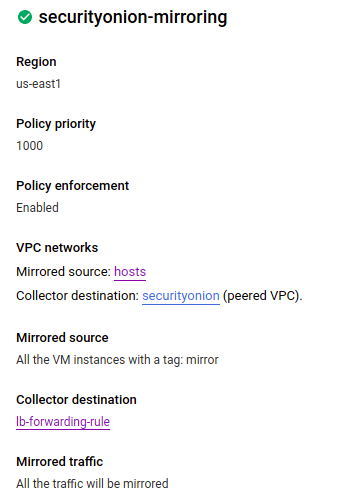 securityonion-mirroring
Region
us-east1
Policy priority
1000
Policy enforcement
Enabled
VPC networks
Mirrored source: hosts
Collector destination: securityonion (peered VPC).
Mirrored source
All the VM instances with a tag: mirror
Collector destination
lb-forwarding-rule
Mirrored traffic
All the traffic will be mirrored